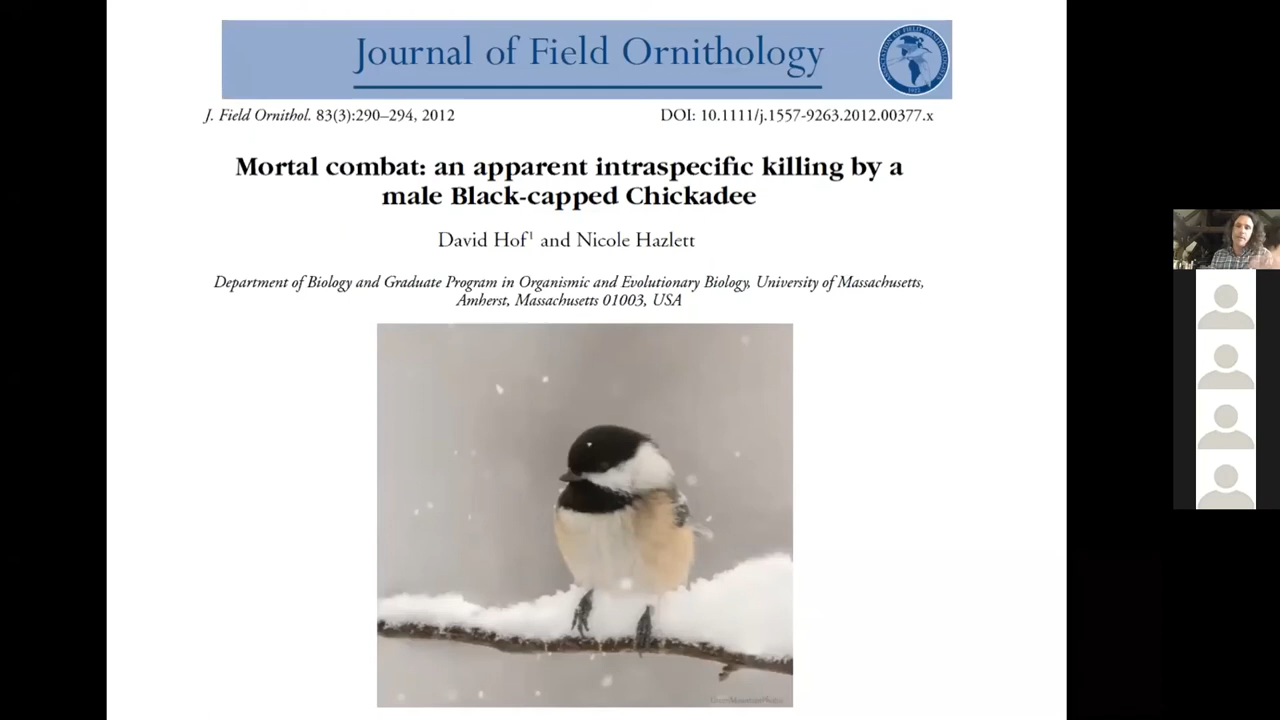 Journal of Field Ornithology
J. Field Ornithol. 83(3):290–294, 2012
DOI: 10.1111/j.1557-9263.2012.00377.x
Mortal combat: an apparent intraspecific killing by a
male Black-capped Chickadee
David Hof¹ and Nicole Hazlett
Department of Biology and Graduate Program in Organismic and Evolutionary Biology, University of Massachusetts,
Amherst, Massachusetts 01003, USA